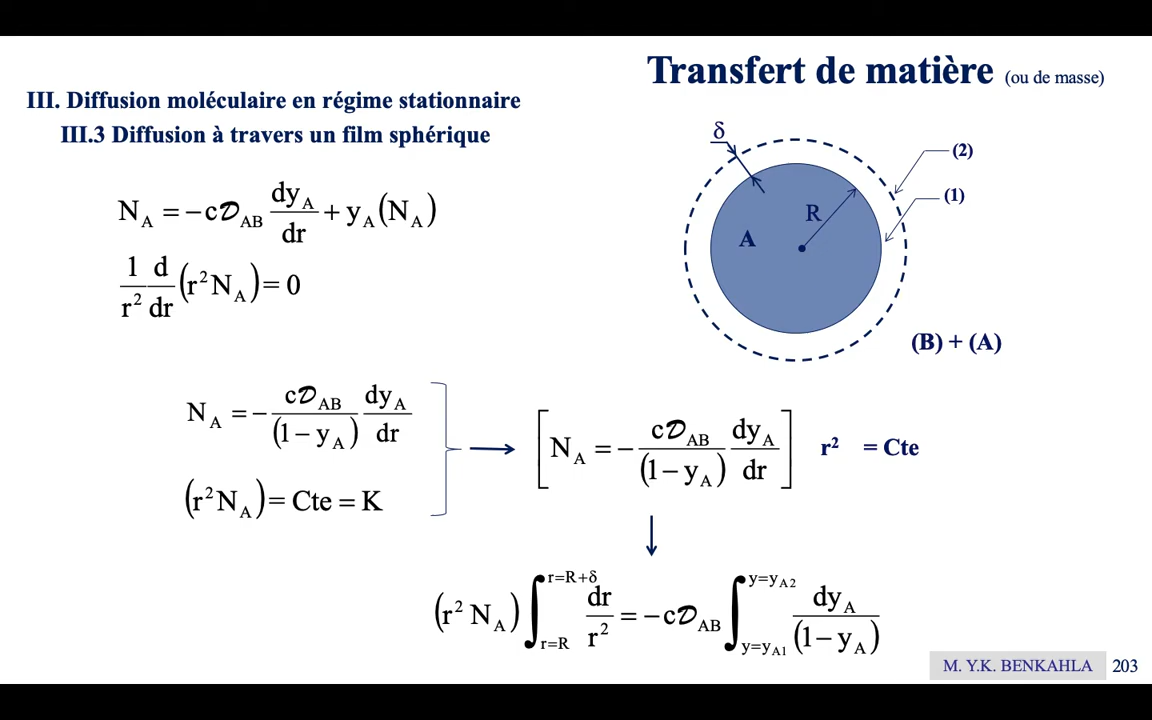 Transfert de matière (ou de masse)
III. Diffusion moléculaire en régime stationnaire
III.3 Diffusion à travers un film sphérique
δ
(2)
(1)
R
A
(B) + (A)
N_A = −c𝒟_AB dy_A/dr + y_A(N_A)
1/r² d/dr (r²N_A) = 0
N_A = − c𝒟_AB/(1−y_A) dy_A/dr
(r²N_A) = Cte = K
[N_A = − c𝒟_AB/(1−y_A) dy_A/dr] r² = Cte
(r² N_A) ∫_{r=R}^{r=R+δ} dr/r² = −c𝒟_AB ∫_{y=y_A1}^{y=y_A2} dy_A/(1−y_A)
M. Y.K. BENKAHLA 203